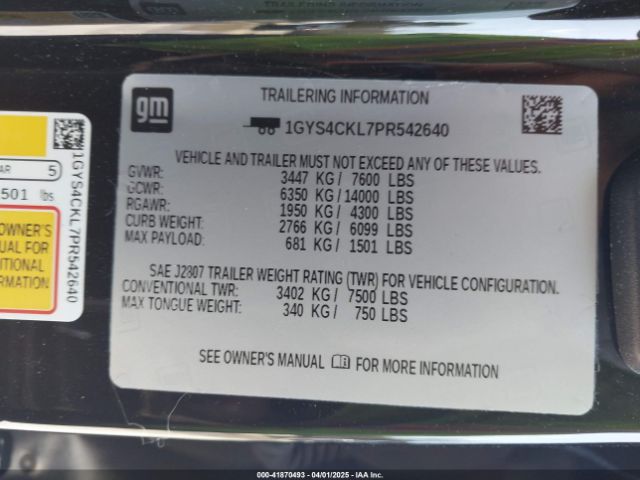 gm
TRAILERING INFORMATION
1GYS4CKL7PR542640
VEHICLE AND TRAILER MUST NOT EXCEED ANY OF THESE VALUES.
GVWR: 3447 KG / 7600 LBS
GCWR: 6350 KG / 14000 LBS
RGAWR: 1950 KG / 4300 LBS
CURB WEIGHT: 2766 KG / 6099 LBS
MAX PAYLOAD: 681 KG / 1501 LBS
SAE J2807 TRAILER WEIGHT RATING (TWR) FOR VEHICLE CONFIGURATION.
CONVENTIONAL TWR: 3402 KG / 7500 LBS
MAX TONGUE WEIGHT: 340 KG / 750 LBS
SEE OWNER'S MANUAL FOR MORE INFORMATION
AR 5
501 lbs
OWNER'S
UAL FOR
ITIONAL
RMATION
1GYS4CKL7PR542640
000-41870493 - 04/01/2025 - IAAI, Inc.